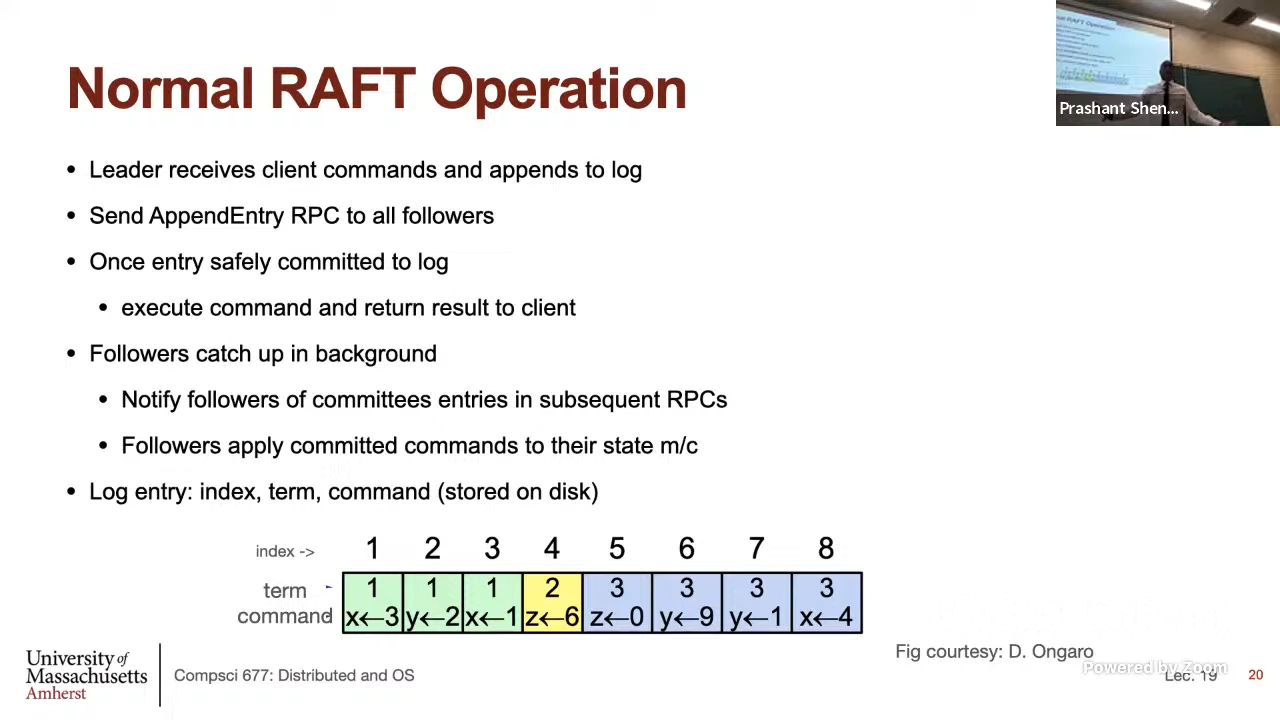 Normal RAFT Operation
Prashant Shen...
• Leader receives client commands and appends to log
• Send AppendEntry RPC to all followers
• Once entry safely committed to log
• execute command and return result to client
• Followers catch up in background
• Notify followers of committees entries in subsequent RPCs
• Followers apply committed commands to their state m/c
• Log entry: index, term, command (stored on disk)
index -> 1 2 3 4 5 6 7 8
term 1 1 1 2 3 3 3 3
command x←3 y←2 x←1 z←6 z←0 y←9 y←1 x←4
Fig courtesy: D. Ongaro
Powered by Zoom
University of
Massachusetts
Amherst
Compsci 677: Distributed and OS
Lec. 19
20